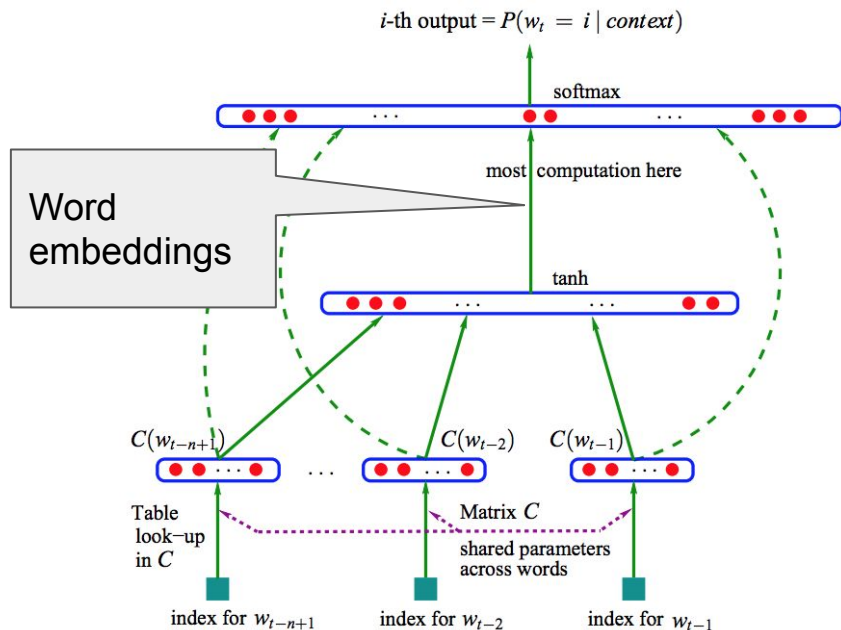 i-th output = P(w_t = i | context)
softmax
. . . . . . . . .
most computation here
Word
embeddings
tanh
. . . . . .
C(w_{t−n+1}) C(w_{t−2}) C(w_{t−1})
. . . . . . . . . . . .
Table
look−up
in C
Matrix C
shared parameters
across words
index for w_{t−n+1} index for w_{t−2} index for w_{t−1}